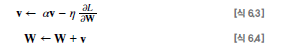 v ← αv − η ∂L/∂W [식 6.3]
W ← W + v [식 6.4]